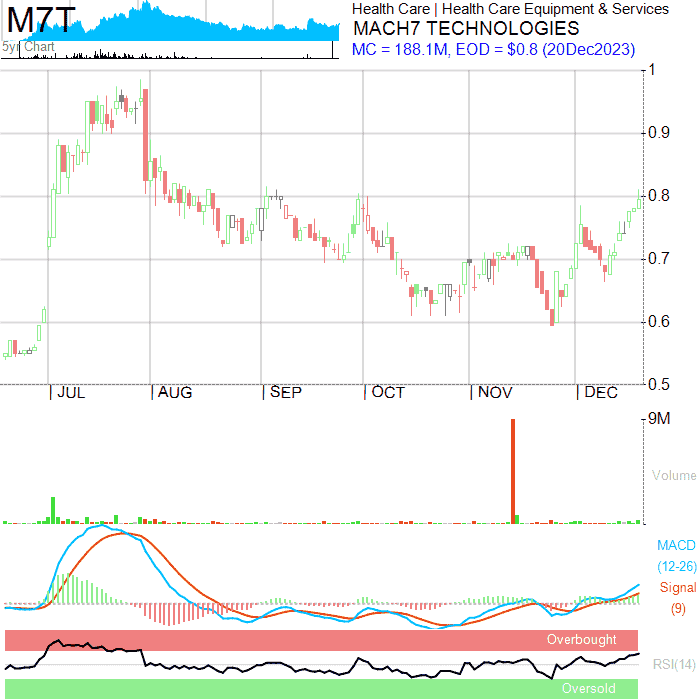 M7T
5yr Chart
Health Care | Health Care Equipment & Services
MACH7 TECHNOLOGIES
MC = 188.1M, EOD = $0.8 (20Dec2023)
1
0.9
0.8
0.7
0.6
0.5
JUL AUG SEP OCT NOV DEC
9M
Volume
MACD
(12-26)
Signal
(9)
Overbought
RSI(14)
Oversold